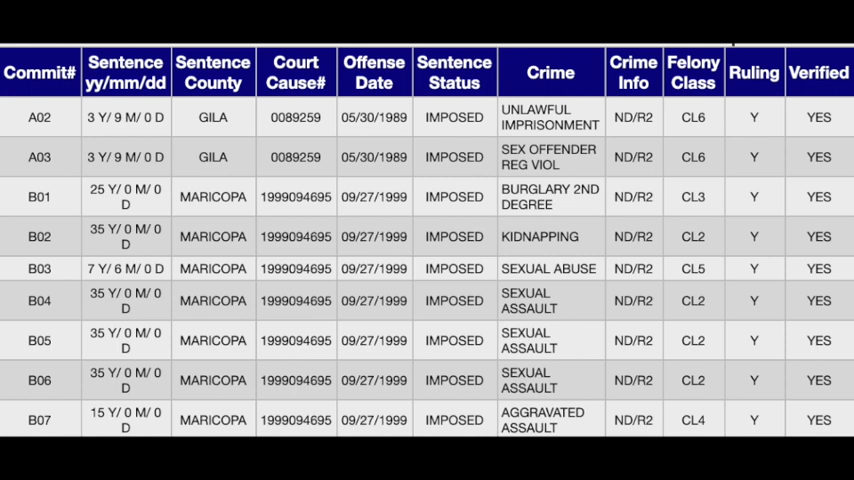 Commit# Sentence yy/mm/dd Sentence County Court Cause# Offense Date Sentence Status Crime Crime Info Felony Class Ruling Verified
A02 3 Y/ 9 M/ 0 D GILA 0089259 05/30/1989 IMPOSED UNLAWFUL IMPRISONMENT ND/R2 CL6 Y YES
A03 3 Y/ 9 M/ 0 D GILA 0089259 05/30/1989 IMPOSED SEX OFFENDER REG VIOL ND/R2 CL6 Y YES
B01 25 Y/ 0 M/ 0 D MARICOPA 1999094695 09/27/1999 IMPOSED BURGLARY 2ND DEGREE ND/R2 CL3 Y YES
B02 35 Y/ 0 M/ 0 D MARICOPA 1999094695 09/27/1999 IMPOSED KIDNAPPING ND/R2 CL2 Y YES
B03 7 Y/ 6 M/ 0 D MARICOPA 1999094695 09/27/1999 IMPOSED SEXUAL ABUSE ND/R2 CL5 Y YES
B04 35 Y/ 0 M/ 0 D MARICOPA 1999094695 09/27/1999 IMPOSED SEXUAL ASSAULT ND/R2 CL2 Y YES
B05 35 Y/ 0 M/ 0 D MARICOPA 1999094695 09/27/1999 IMPOSED SEXUAL ASSAULT ND/R2 CL2 Y YES
B06 35 Y/ 0 M/ 0 D MARICOPA 1999094695 09/27/1999 IMPOSED SEXUAL ASSAULT ND/R2 CL2 Y YES
B07 15 Y/ 0 M/ 0 D MARICOPA 1999094695 09/27/1999 IMPOSED AGGRAVATED ASSAULT ND/R2 CL4 Y YES